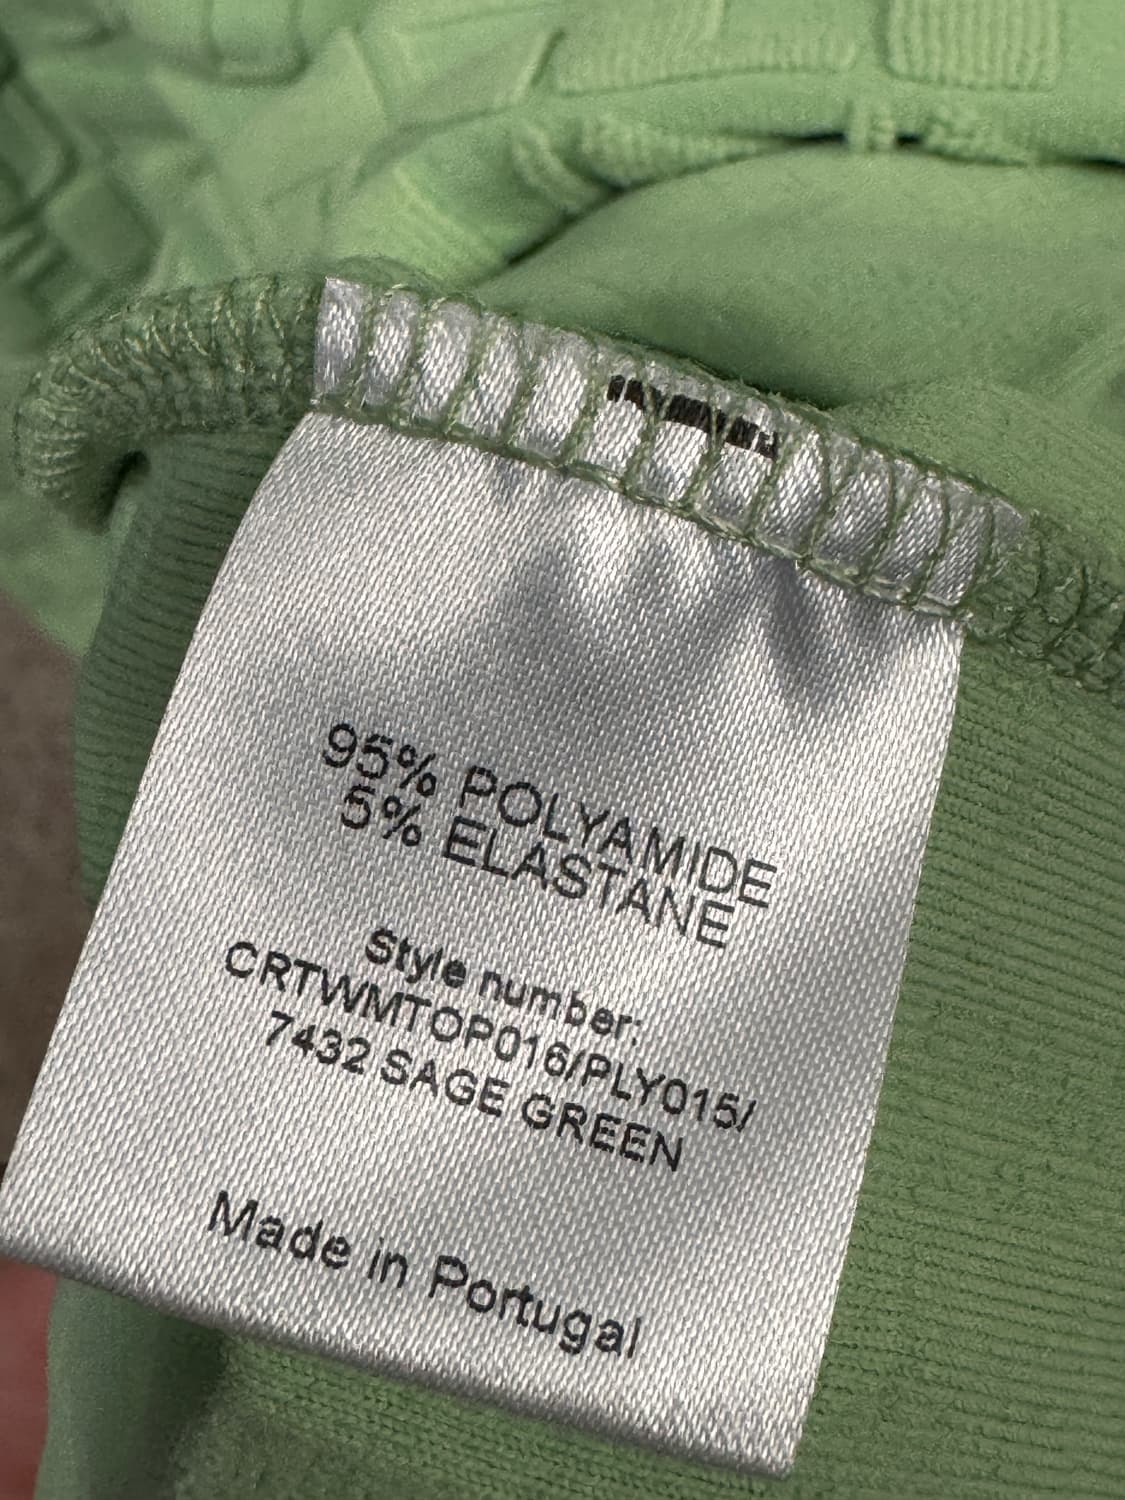 95% POLYAMIDE
5% ELASTANE
Style number:
CRTWMTOP016/PLY015/
7432 SAGE GREEN
Made in Portugal